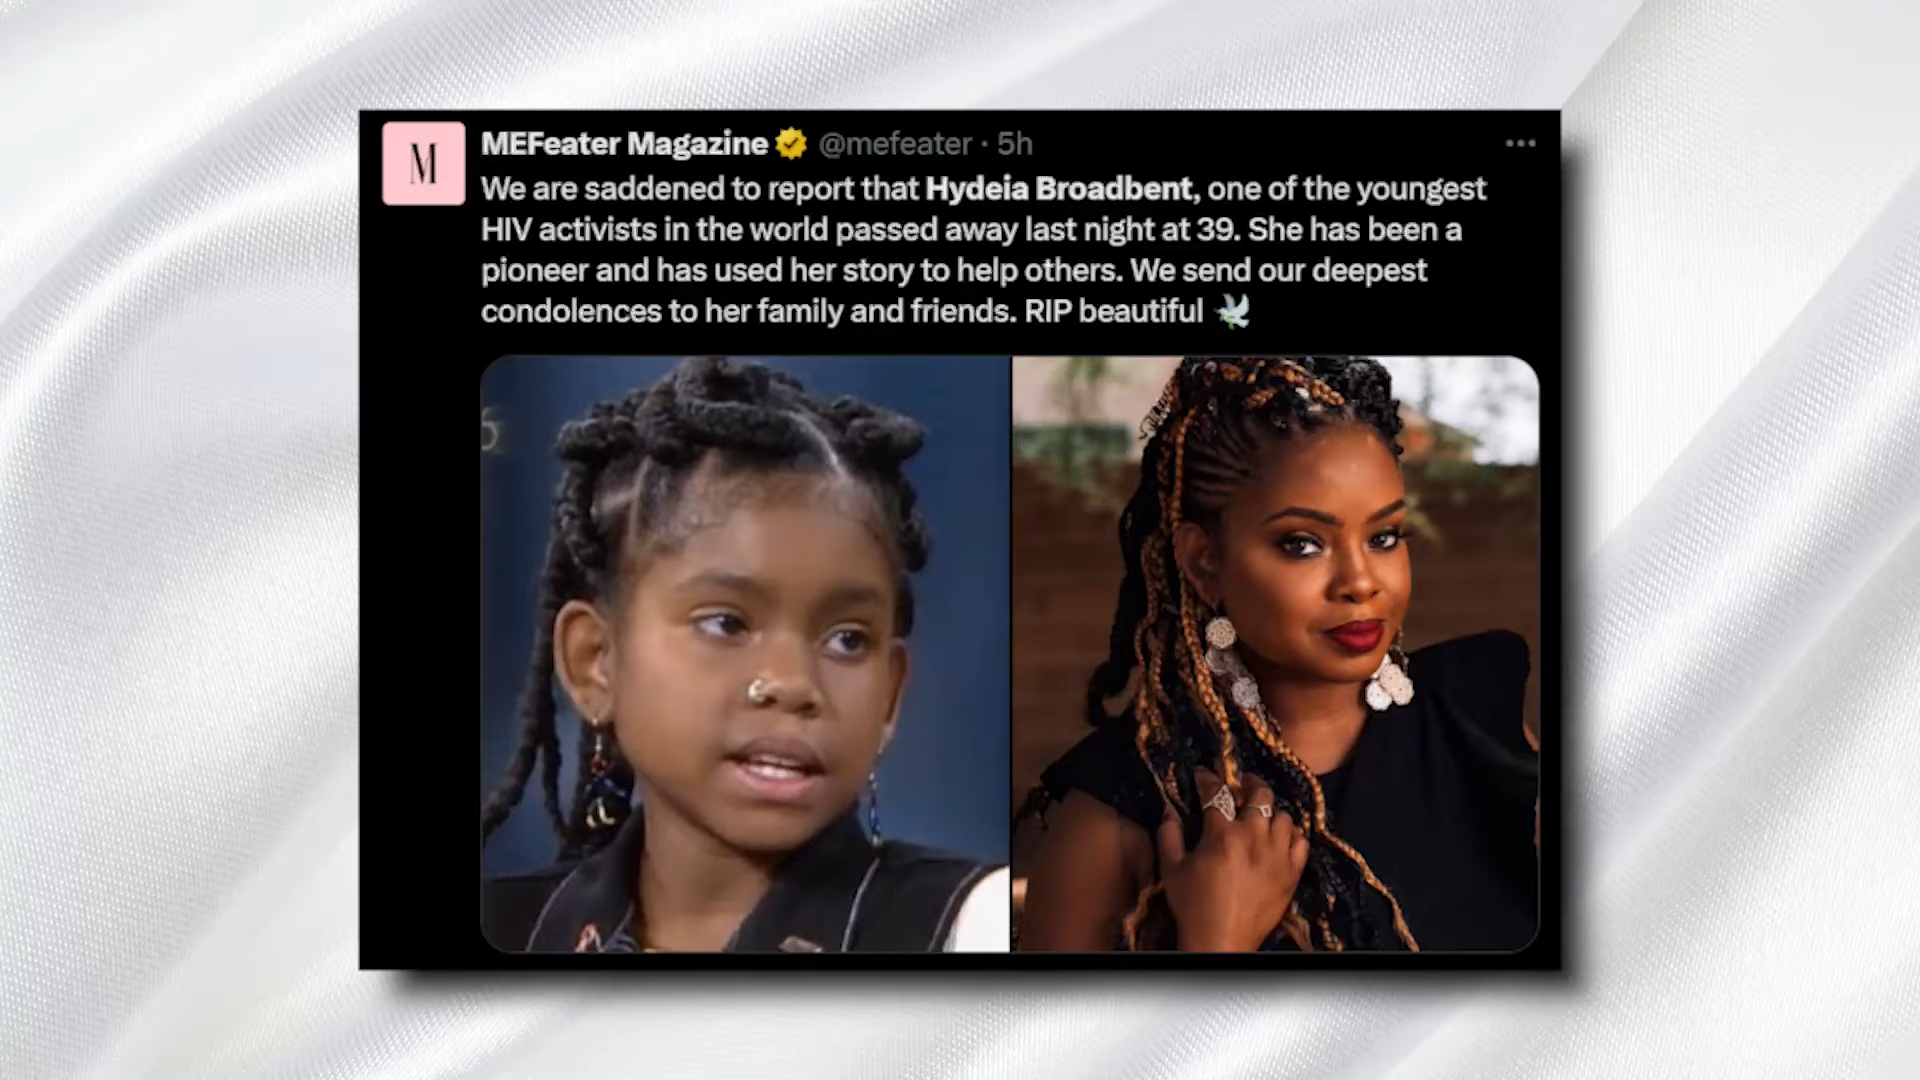 M
MEFeater Magazine @mefeater · 5h
We are saddened to report that Hydeia Broadbent, one of the youngest
HIV activists in the world passed away last night at 39. She has been a
pioneer and has used her story to help others. We send our deepest
condolences to her family and friends. RIP beautiful 🕊️